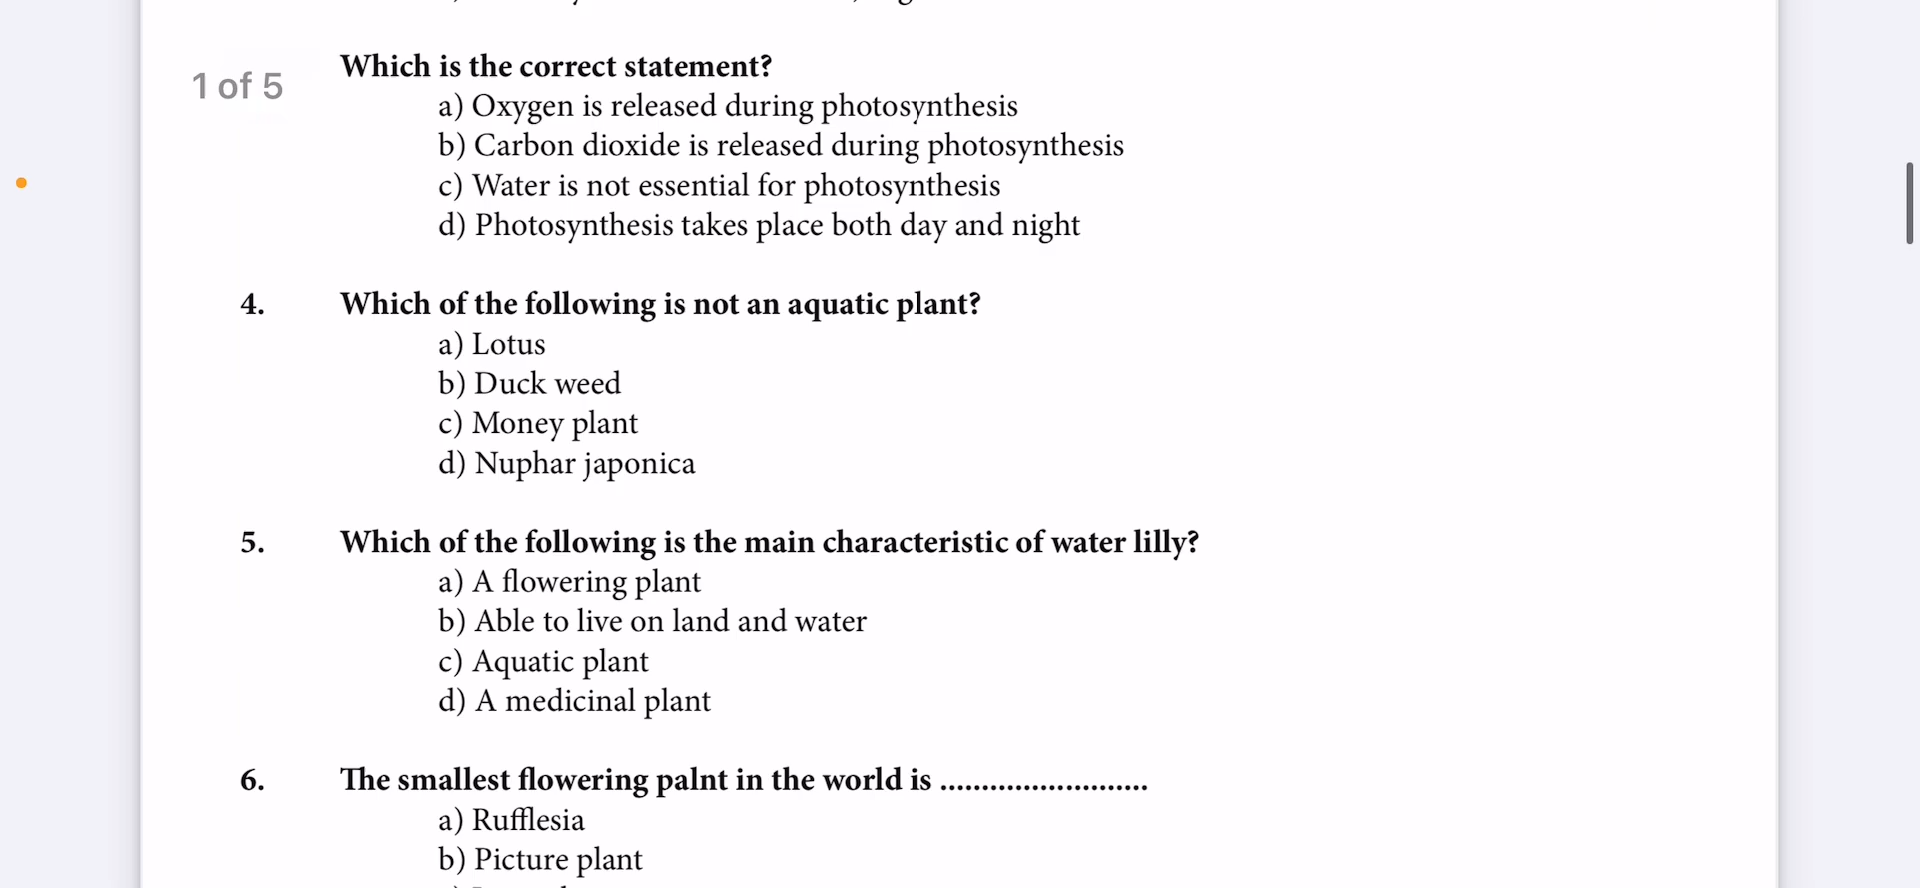 Which is the correct statement?
1 of 5
a) Oxygen is released during photosynthesis
b) Carbon dioxide is released during photosynthesis
c) Water is not essential for photosynthesis
d) Photosynthesis takes place both day and night
4. Which of the following is not an aquatic plant?
a) Lotus
b) Duck weed
c) Money plant
d) Nuphar japonica
5. Which of the following is the main characteristic of water lilly?
a) A flowering plant
b) Able to live on land and water
c) Aquatic plant
d) A medicinal plant
6. The smallest flowering palnt in the world is .........................
a) Rufflesia
b) Picture plant